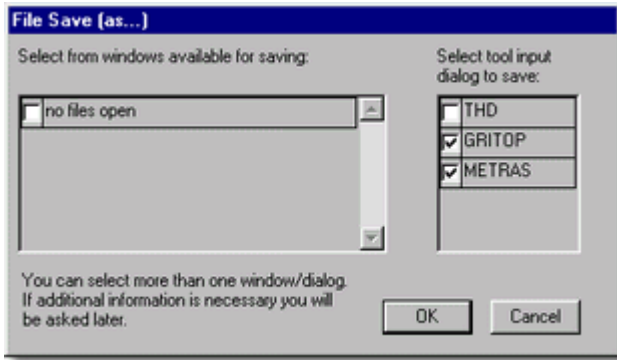 File Save (as...)
Select from windows available for saving:
Select tool input
dialog to save:
no files open
THD
GRITOP
METRAS
You can select more than one window/dialog.
If additional information is necessary you will
be asked later.
OK
Cancel